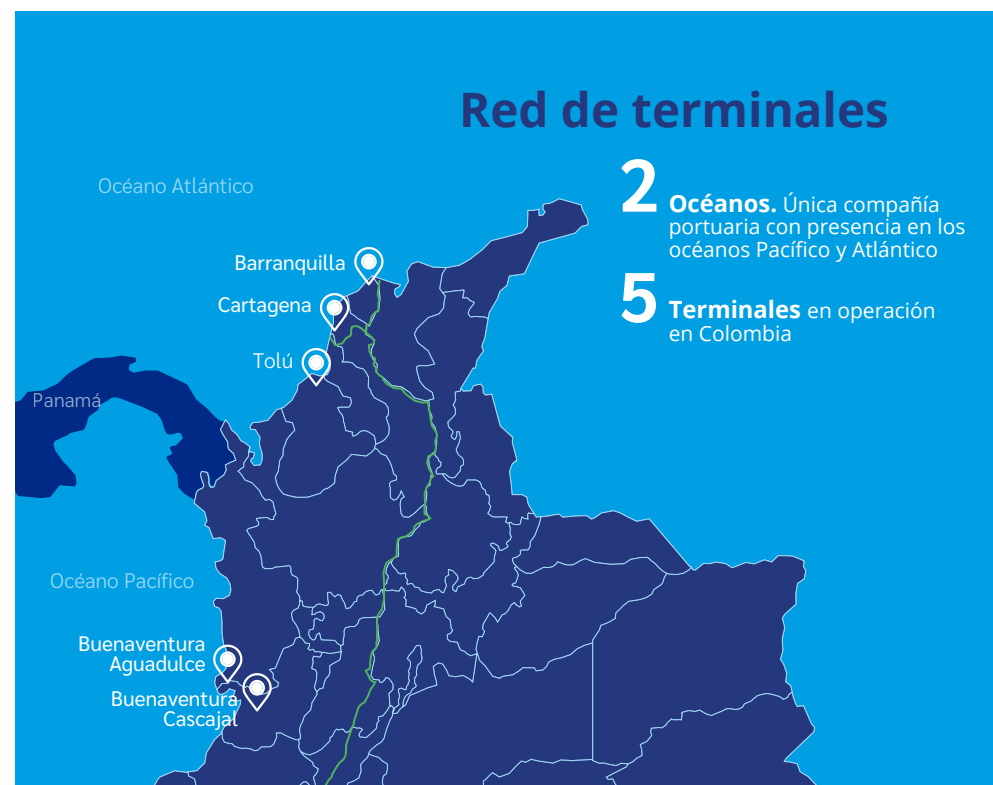 Red de terminales
2
Océanos. Única compañía
portuaria con presencia en los
océanos Pacífico y Atlántico
5
Terminales en operación
en Colombia
Océano Atlántico
Barranquilla
Cartagena
Tolú
Panamá
Océano Pacífico
Buenaventura
Aguadulce
Buenaventura
Cascajal